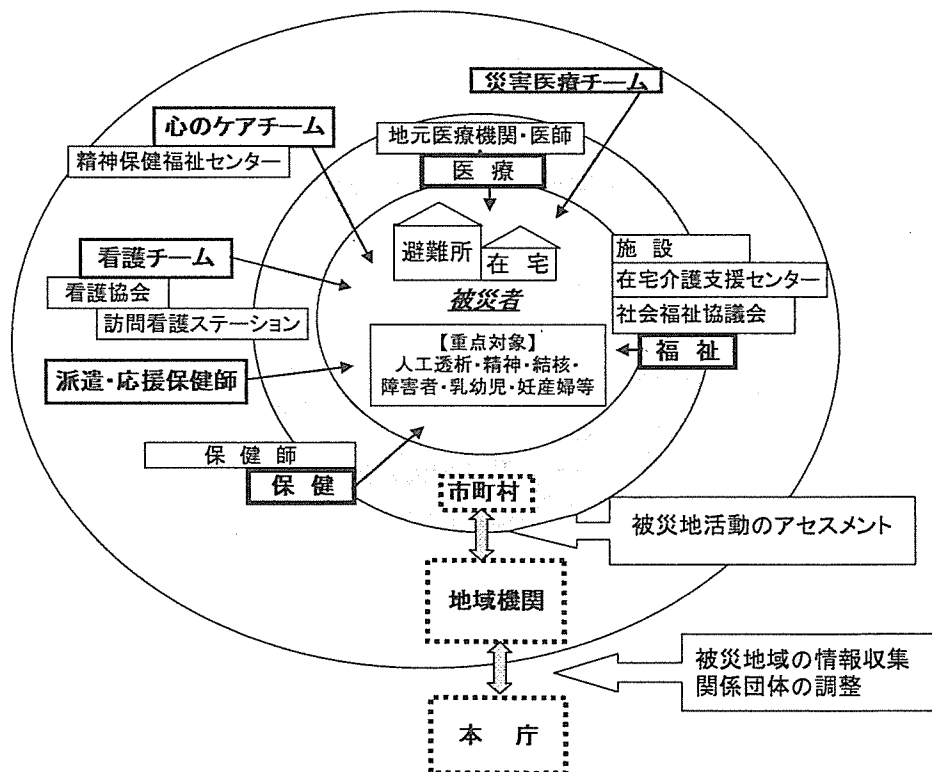 災害医療チーム
心のケアチーム
精神保健福祉センター
地元医療機関・医師
医 療
避難所
在 宅
被災者
看護チーム
看護協会
訪問看護ステーション
施 設
在宅介護支援センター
社会福祉協議会
福 祉
【重点対象】
人工透析・精神・結核・
障害者・乳幼児・妊産婦等
派遣・応援保健師
保 健 師
保 健
市町村
被災地活動のアセスメント
地域機関
被災地域の情報収集
関係団体の調整
本 庁